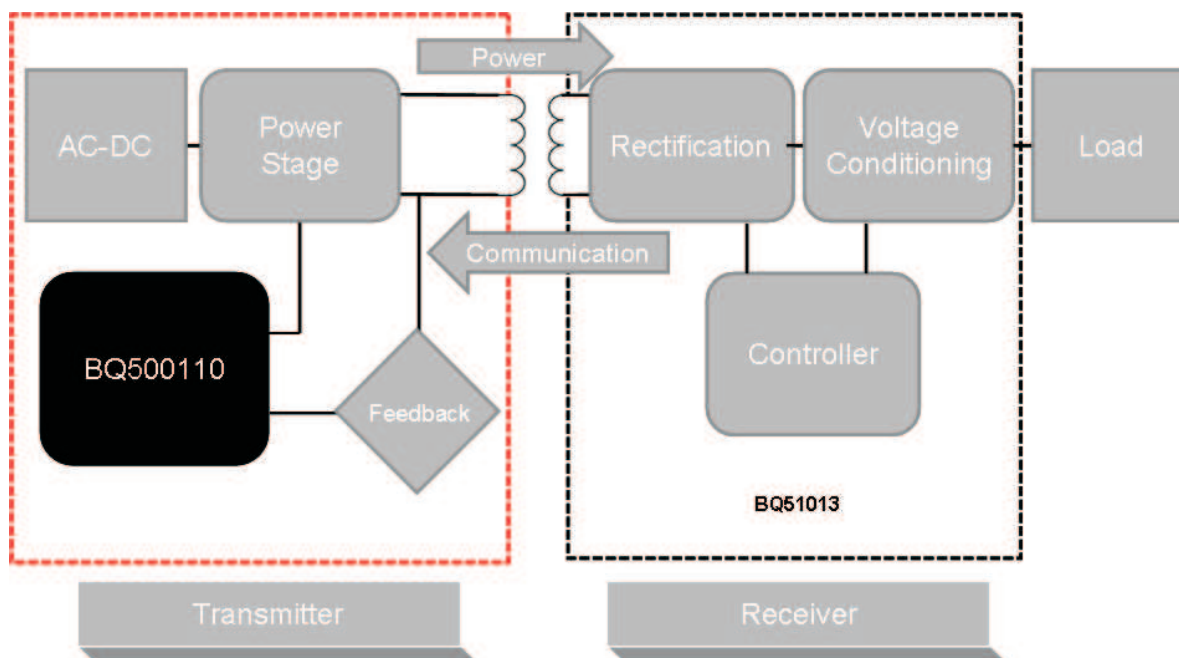 Power
AC-DC
Power
Stage
Rectification
Voltage
Conditioning
Load
Communication
BQ500110
Feedback
Controller
BQ51013
Transmitter
Receiver